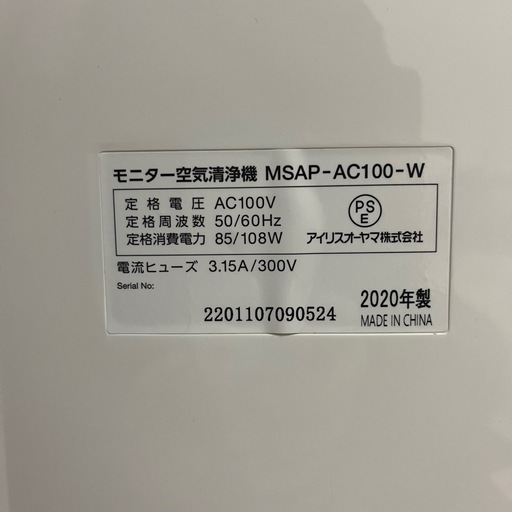 モニター空気清浄機 MSAP-AC100-W
定格電圧 AC100V
定格周波数 50/60Hz
定格消費電力 85/108W
PS
E
アイリスオーヤマ株式会社
電流ヒューズ 3.15A/300V
Serial No:
2201107090524
2020年製
MADE IN CHINA